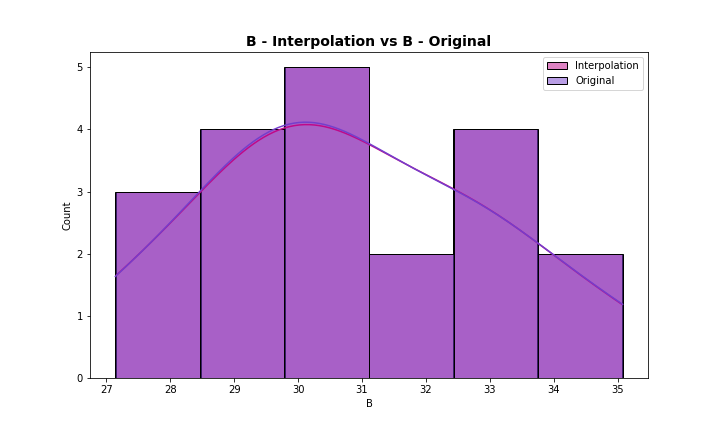 B - Interpolation vs B - Original
Interpolation
Original
5
4
3
2
1
0
Count
27 28 29 30 31 32 33 34 35
B